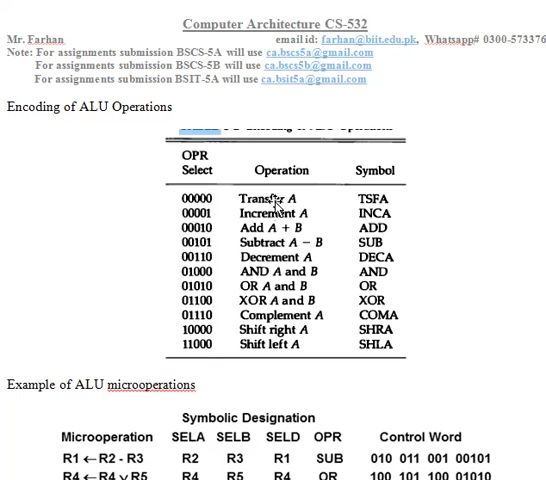 Computer Architecture CS-532
Mr. Farhan email id: farhan@biit.edu.pk, Whatsapp# 0300-573376
Note: For assignments submission BSCS-5A will use ca.bscs5a@gmail.com
For assignments submission BSCS-5B will use ca.bscs5b@gmail.com
For assignments submission BSIT-5A will use ca.bsit5a@gmail.com
Encoding of ALU Operations
OPR
Select Operation Symbol
00000 Transfer A TSFA
00001 Increment A INCA
00010 Add A + B ADD
00101 Subtract A − B SUB
00110 Decrement A DECA
01000 AND A and B AND
01010 OR A and B OR
01100 XOR A and B XOR
01110 Complement A COMA
10000 Shift right A SHRA
11000 Shift left A SHLA
Example of ALU microoperations
Symbolic Designation
Microoperation SELA SELB SELD OPR Control Word
R1 ← R2 - R3 R2 R3 R1 SUB 010 011 001 00101
R4 ← R4 ∨ R5 R4 R5 R4 OR 100 101 100 01010